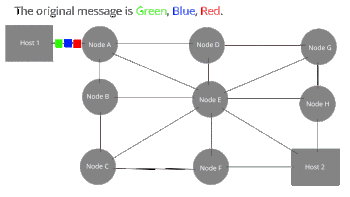 The original message is Green, Blue, Red.
Host 1
Node A
Node D
Node G
Node B
Node E
Node H
Node C
Node F
Host 2